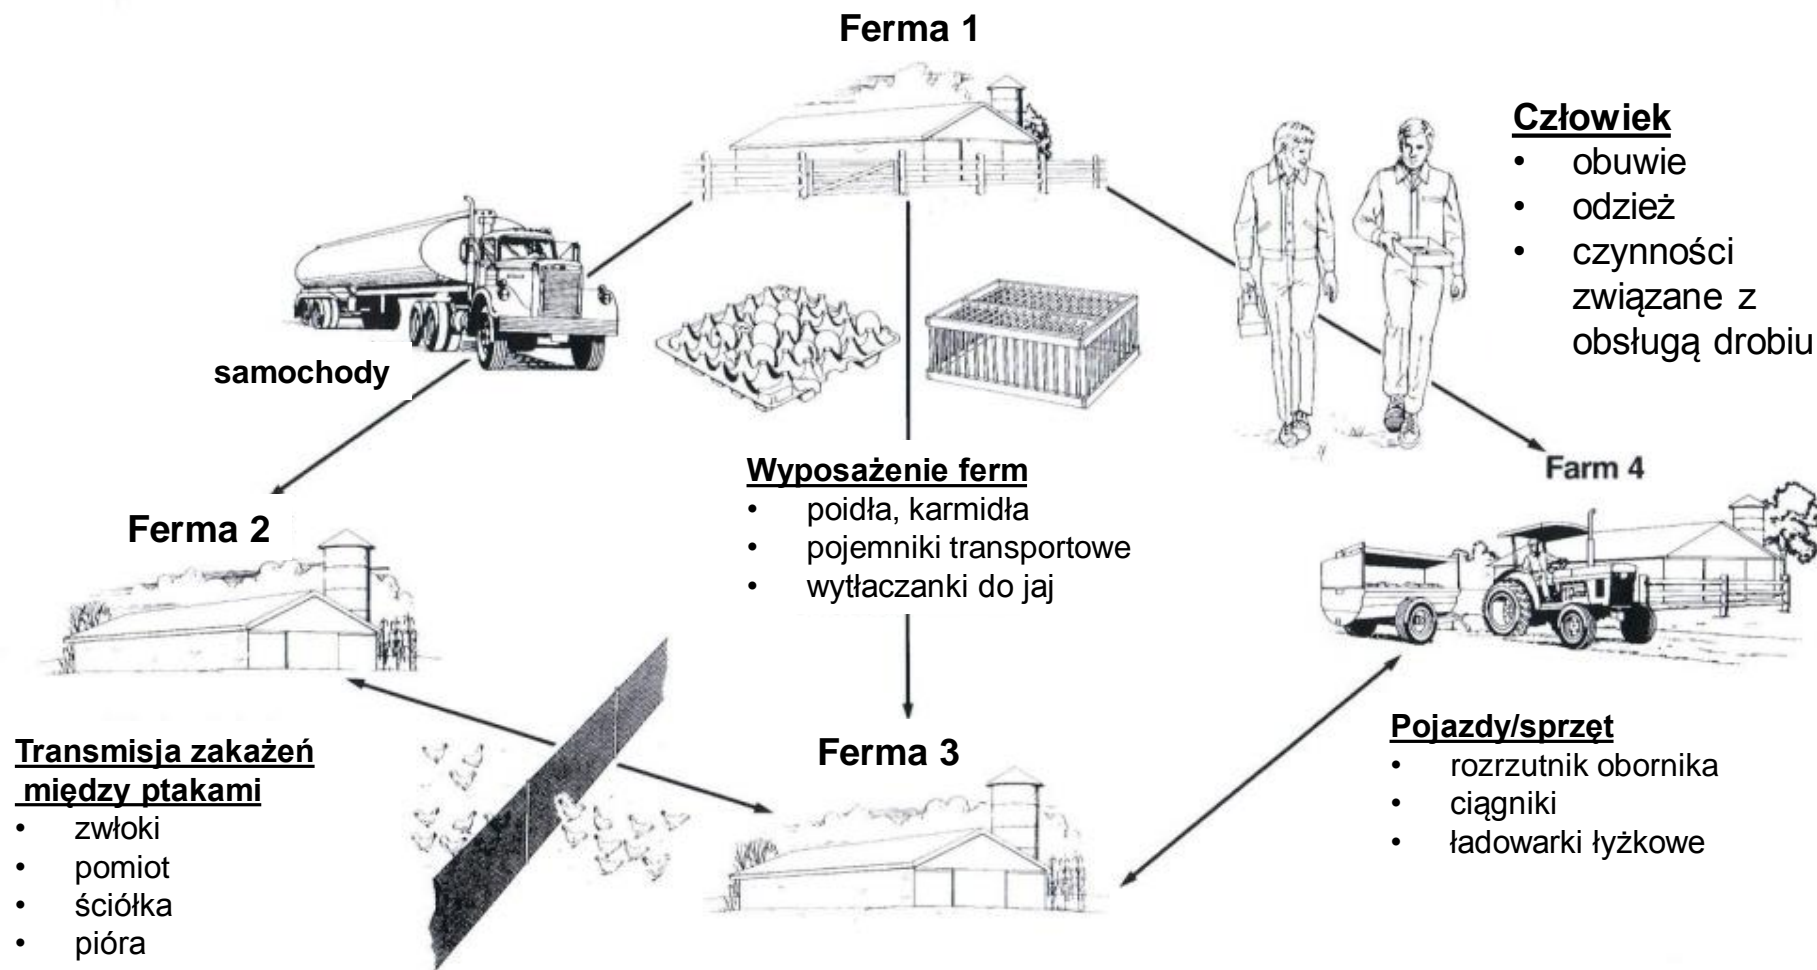 Ferma 1
Człowiek
• obuwie
• odzież
• czynności
związane z
obsługą drobiu
samochody
Wyposażenie ferm
• poidła, karmidła
• pojemniki transportowe
• wytłaczanki do jaj
Farm 4
Ferma 2
Transmisja zakażeń
między ptakami
• zwłoki
• pomiot
• ściółka
• pióra
Ferma 3
Pojazdy/sprzęt
• rozrzutnik obornika
• ciągniki
• ładowarki łyżkowe